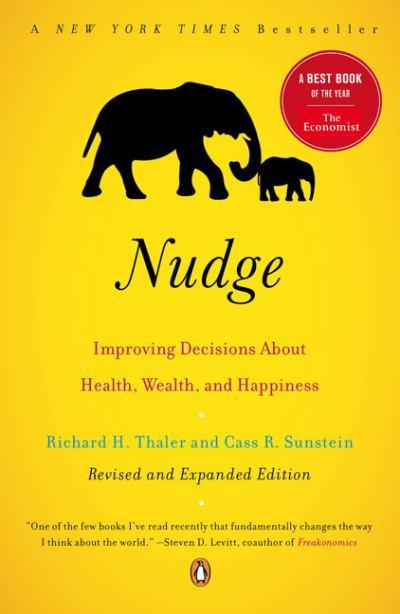 A NEW YORK TIMES Bestseller
A BEST BOOK
OF THE YEAR
The
Economist
Nudge
Improving Decisions About
Health, Wealth, and Happiness
Richard H. Thaler and Cass R. Sunstein
Revised and Expanded Edition
"One of the few books I've read recently that fundamentally changes the way
I think about the world." —Steven D. Levitt, coauthor of Freakonomics